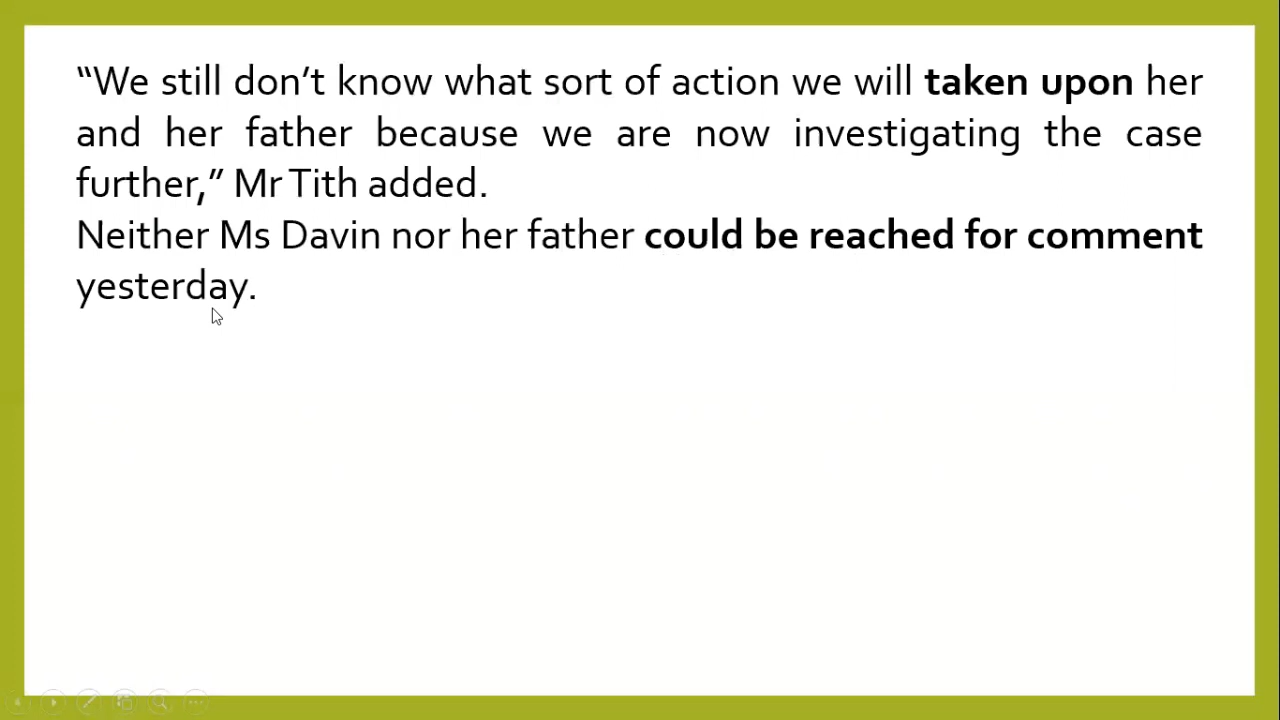 “We still don’t know what sort of action we will taken upon her
and her father because we are now investigating the case
further,” Mr Tith added.
Neither Ms Davin nor her father could be reached for comment
yesterday.